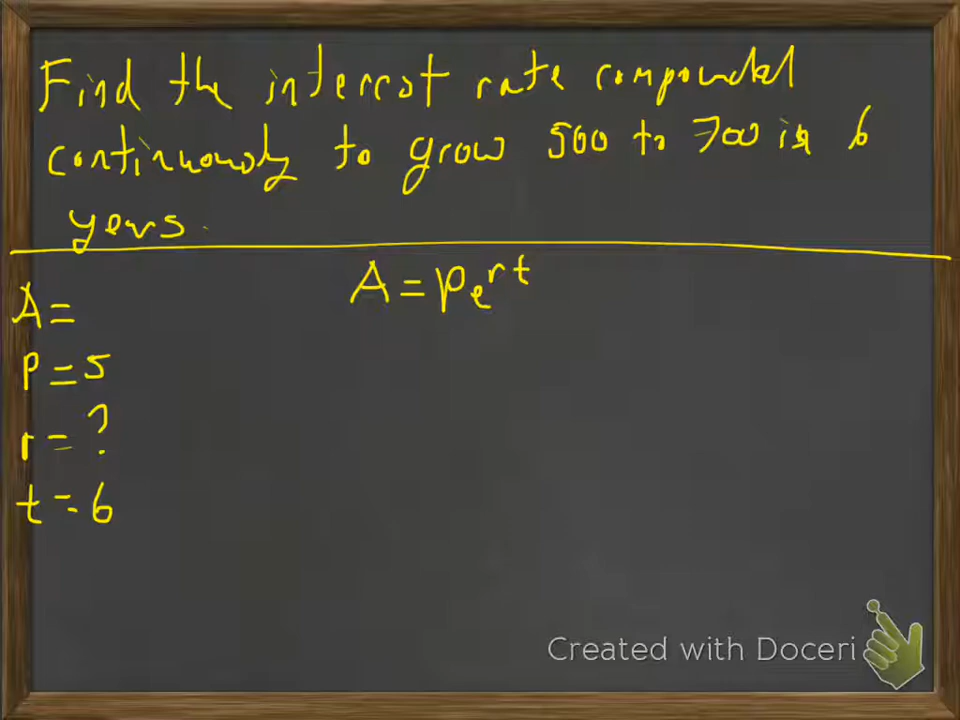 Find the interest rate compounded
continuously to grow 500 to 700 in 6
years.
A = Pe^rt
A =
P = 5
r = ?
t = 6
Created with Doceri